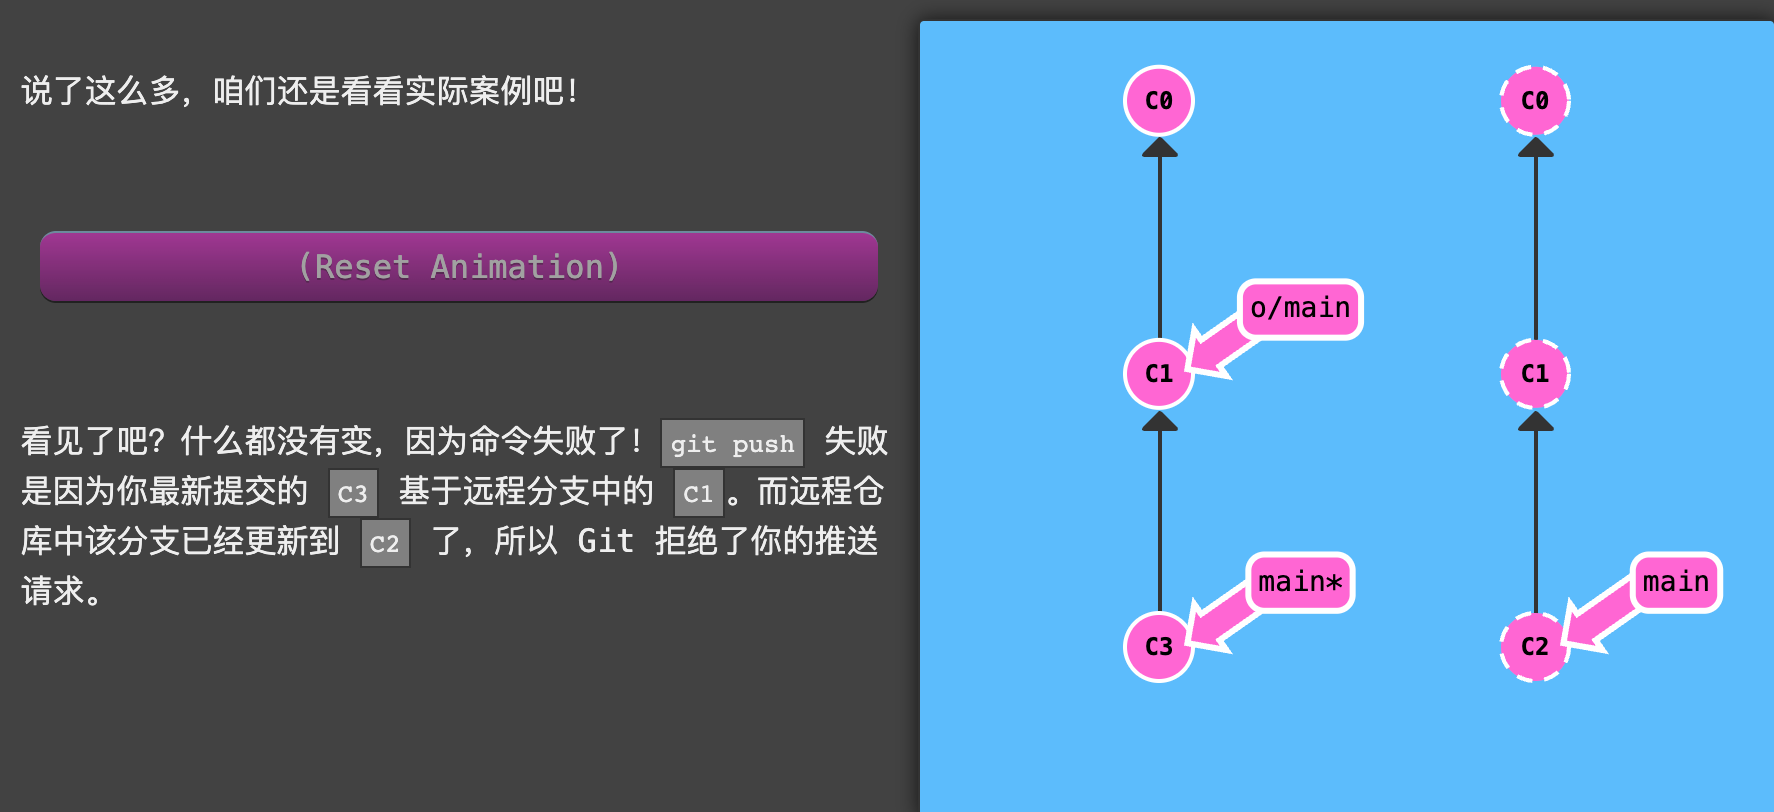 说了这么多，咱们还是看看实际案例吧！
(Reset Animation)
看见了吧？什么都没有变，因为命令失败了！git push 失败
是因为你最新提交的 C3 基于远程分支中的 C1。而远程仓
库中该分支已经更新到 C2 了，所以 Git 拒绝了你的推送
请求。
C0
C0
o/main
C1
C1
main*
main
C3
C2